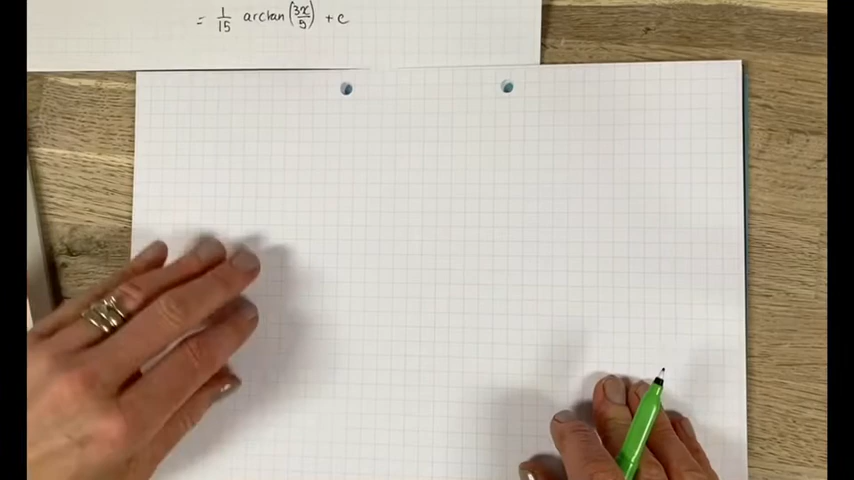 = 1/15 arctan (3x/5) + c